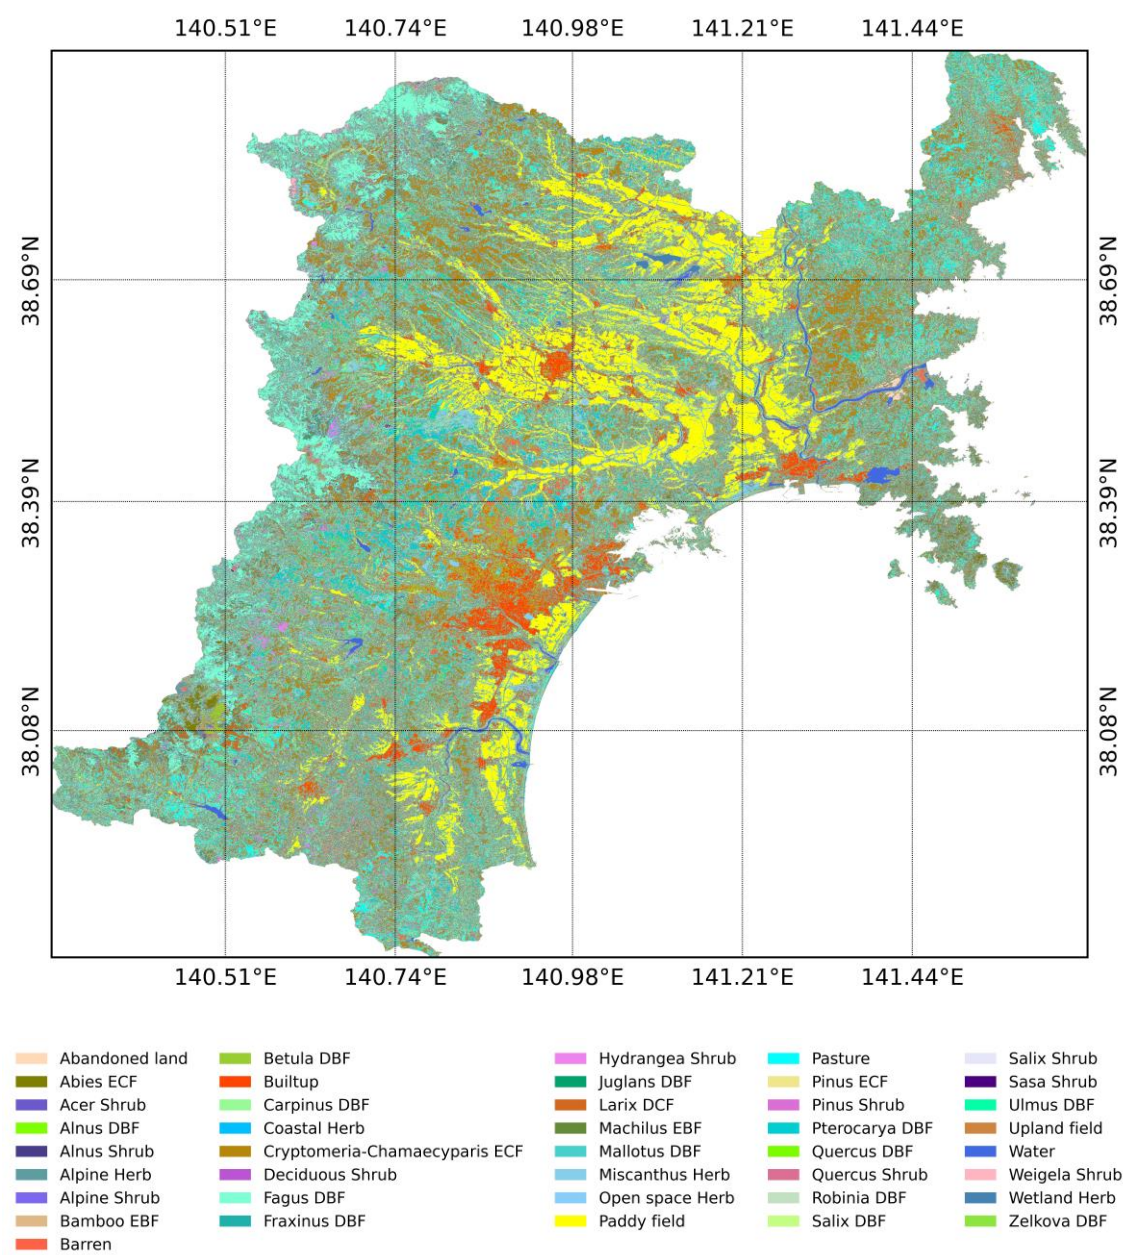 140.51°E 140.74°E 140.98°E 141.21°E 141.44°E
38.69°N 38.69°N
38.39°N 38.39°N
38.08°N 38.08°N
140.51°E 140.74°E 140.98°E 141.21°E 141.44°E
Abandoned land
Abies ECF
Acer Shrub
Alnus DBF
Alnus Shrub
Alpine Herb
Alpine Shrub
Bamboo EBF
Barren
Betula DBF
Builtup
Carpinus DBF
Coastal Herb
Cryptomeria-Chamaecyparis ECF
Deciduous Shrub
Fagus DBF
Fraxinus DBF
Hydrangea Shrub
Juglans DBF
Larix DCF
Machilus EBF
Mallotus DBF
Miscanthus Herb
Open space Herb
Paddy field
Pasture
Pinus ECF
Pinus Shrub
Pterocarya DBF
Quercus DBF
Quercus Shrub
Robinia DBF
Salix DBF
Salix Shrub
Sasa Shrub
Ulmus DBF
Upland field
Water
Weigela Shrub
Wetland Herb
Zelkova DBF